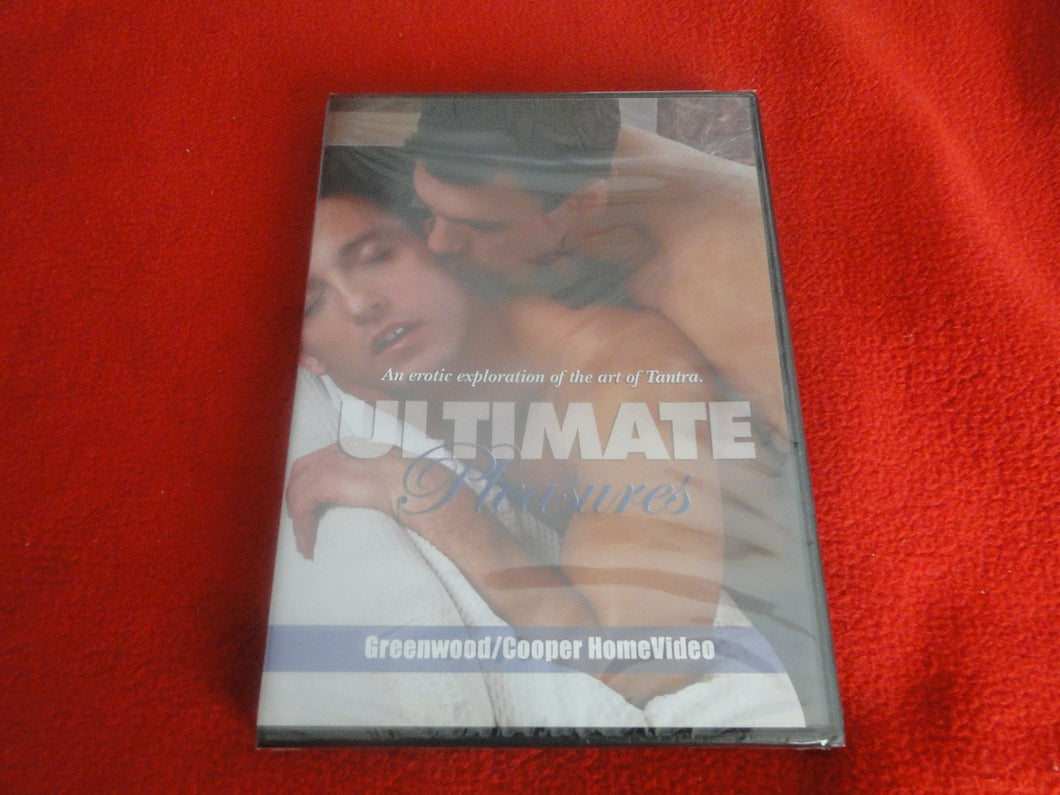 An erotic exploration of the art of Tantra.
ULTIMATE
Pleasures
Greenwood/Cooper HomeVideo